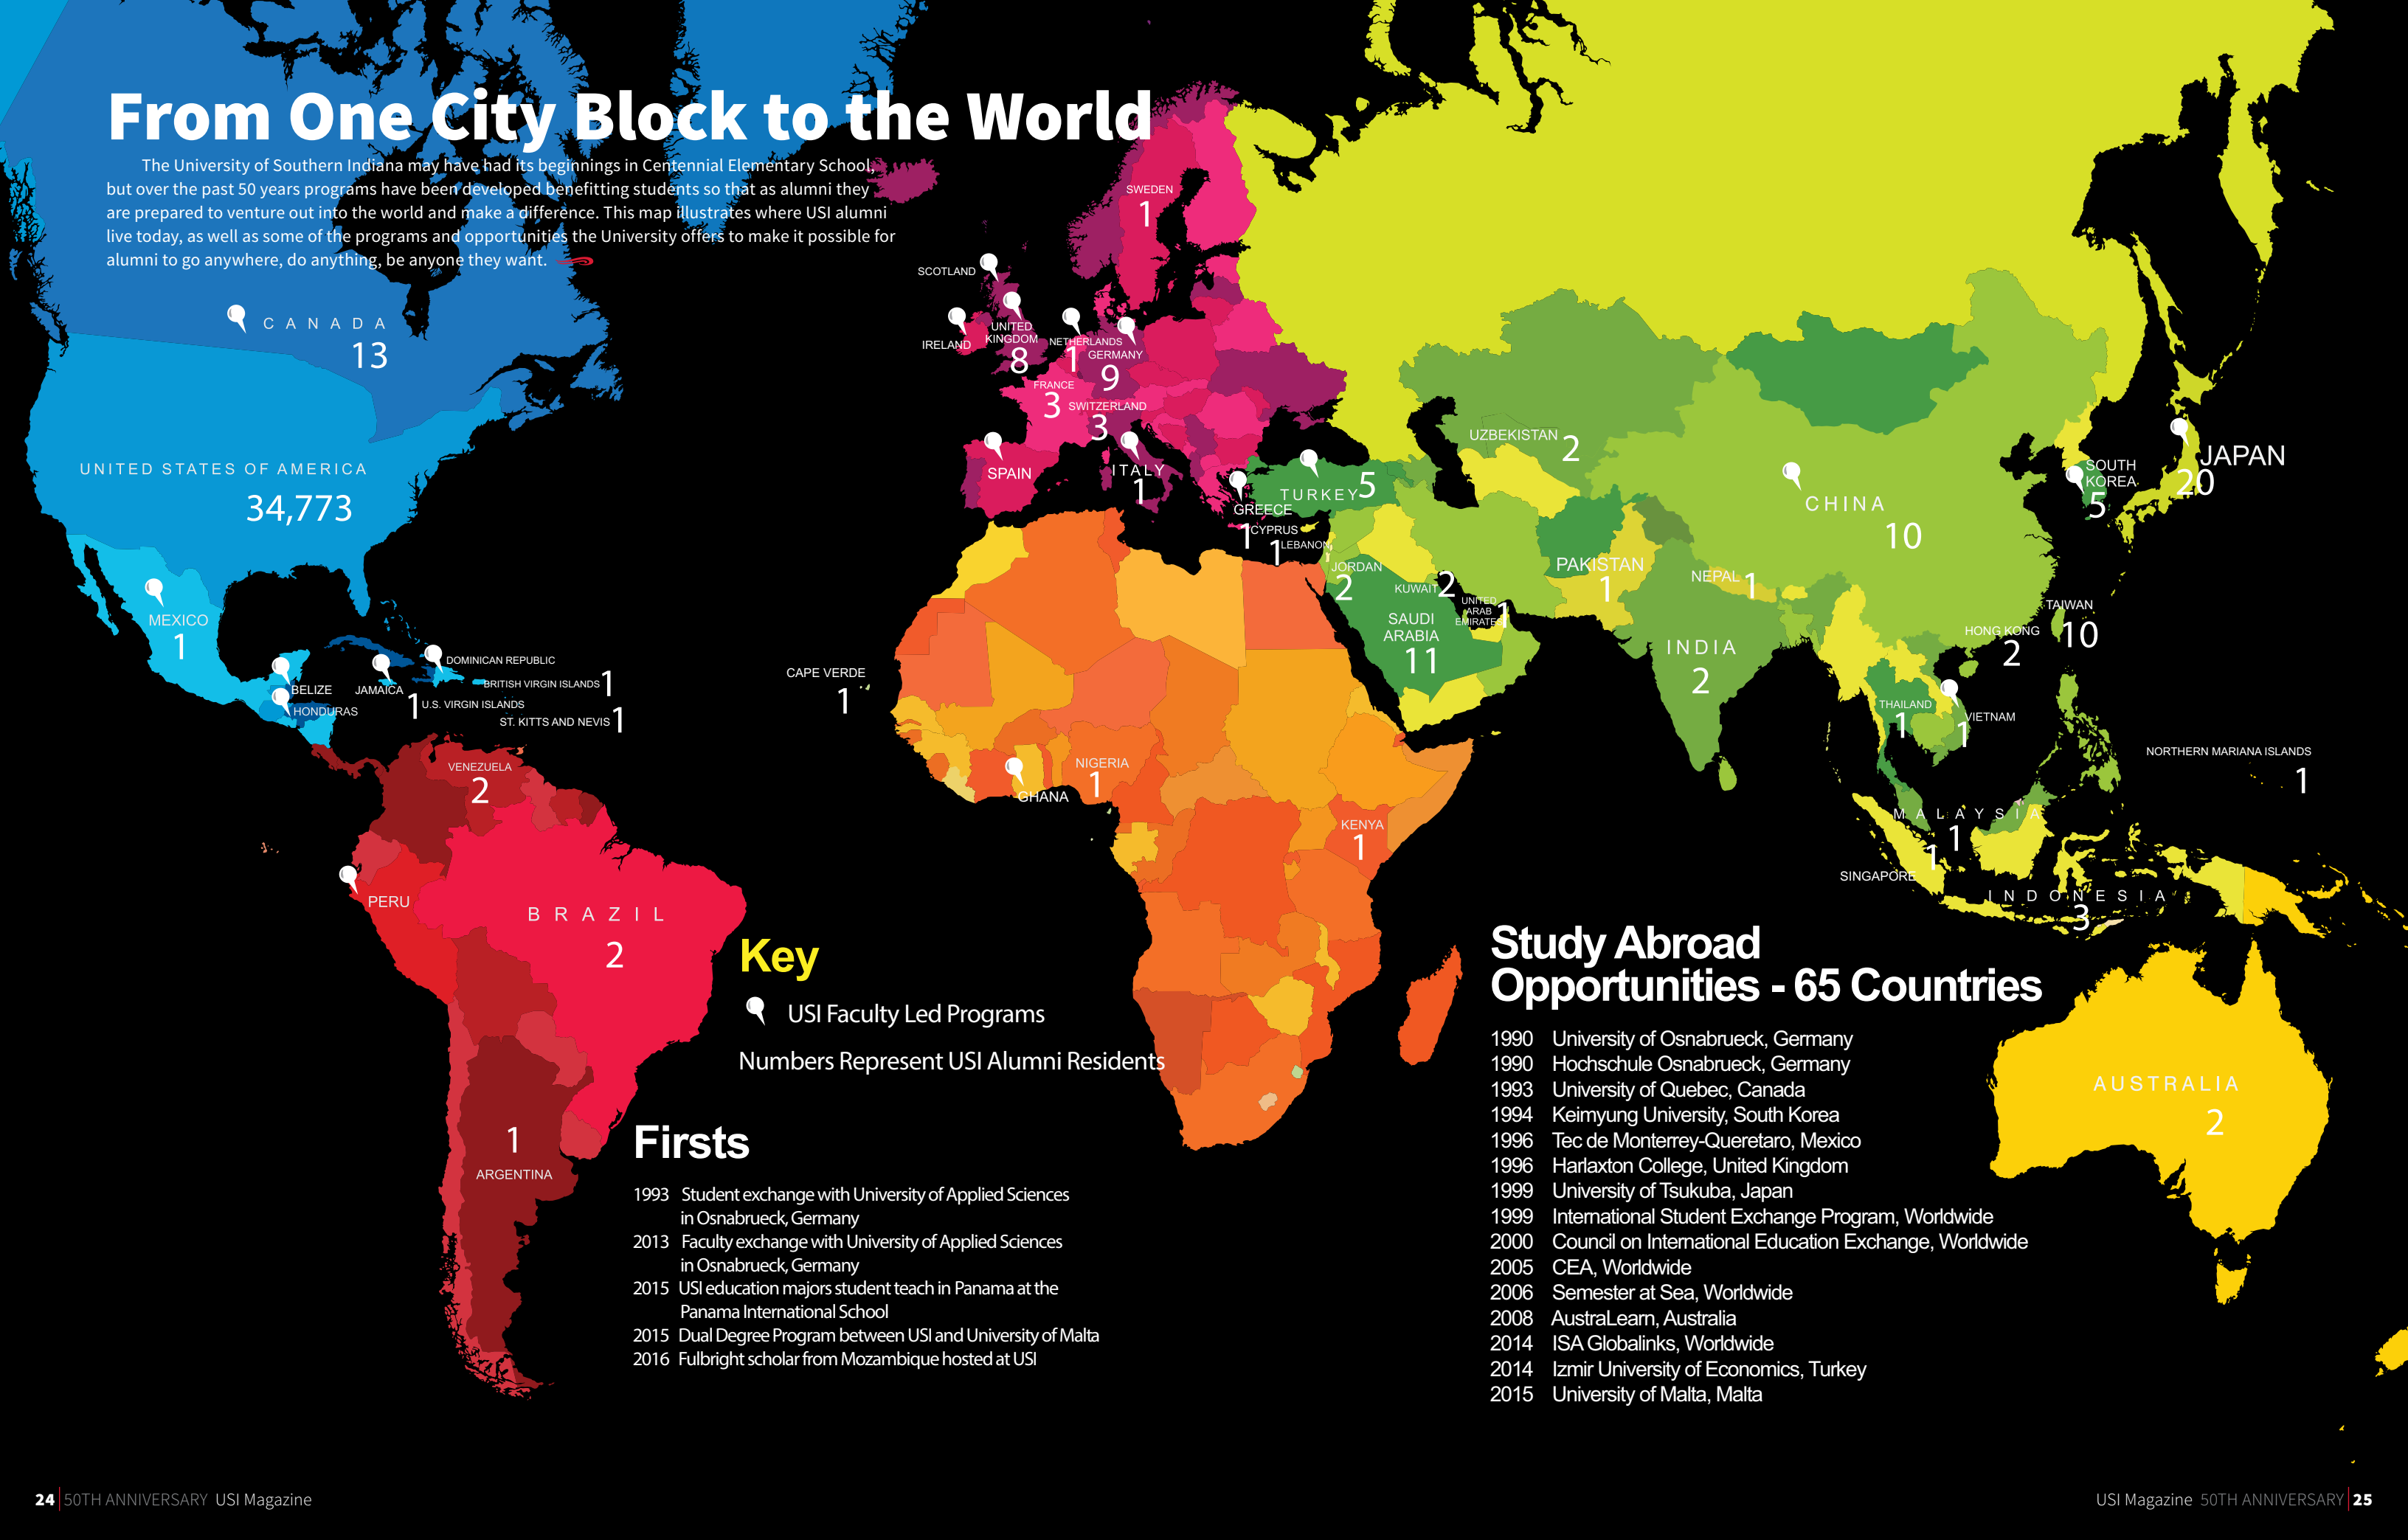 From One City Block to the World
The University of Southern Indiana may have had its beginnings in Centennial Elementary School,
but over the past 50 years programs have been developed benefitting students so that as alumni they
are prepared to venture out into the world and make a difference. This map illustrates where USI alumni
live today, as well as some of the programs and opportunities the University offers to make it possible for
alumni to go anywhere, do anything, be anyone they want.
CANADA
13
UNITED STATES OF AMERICA
34,773
MEXICO
1
BELIZE
HONDURAS
JAMAICA
DOMINICAN REPUBLIC
BRITISH VIRGIN ISLANDS 1
1 U.S. VIRGIN ISLANDS
ST. KITTS AND NEVIS 1
VENEZUELA
2
PERU
BRAZIL
2
1
ARGENTINA
SWEDEN
1
SCOTLAND
IRELAND
UNITED
KINGDOM
8
NETHERLANDS
1
GERMANY
9
FRANCE
3
SWITZERLAND
3
SPAIN
ITALY
1
TURKEY 5
GREECE
1
CYPRUS
1
LEBANON
1
JORDAN
2
KUWAIT 2
UNITED
ARAB
EMIRATES 1
SAUDI
ARABIA
11
CAPE VERDE
1
GHANA
NIGERIA
1
KENYA
1
UZBEKISTAN 2
PAKISTAN
1
NEPAL 1
INDIA
2
CHINA
10
SOUTH
KOREA
5
JAPAN
20
TAIWAN
10
HONG KONG
2
THAILAND
1
VIETNAM
1
NORTHERN MARIANA ISLANDS
1
MALAYSIA
1
1
SINGAPORE
INDONESIA
3
AUSTRALIA
2
Key
USI Faculty Led Programs
Numbers Represent USI Alumni Residents
Firsts
1993 Student exchange with University of Applied Sciences
in Osnabrueck, Germany
2013 Faculty exchange with University of Applied Sciences
in Osnabrueck, Germany
2015 USI education majors student teach in Panama at the
Panama International School
2015 Dual Degree Program between USI and University of Malta
2016 Fulbright scholar from Mozambique hosted at USI
Study Abroad
Opportunities - 65 Countries
1990 University of Osnabrueck, Germany
1990 Hochschule Osnabrueck, Germany
1993 University of Quebec, Canada
1994 Keimyung University, South Korea
1996 Tec de Monterrey-Queretaro, Mexico
1996 Harlaxton College, United Kingdom
1999 University of Tsukuba, Japan
1999 International Student Exchange Program, Worldwide
2000 Council on International Education Exchange, Worldwide
2005 CEA, Worldwide
2006 Semester at Sea, Worldwide
2008 AustraLearn, Australia
2014 ISA Globalinks, Worldwide
2014 Izmir University of Economics, Turkey
2015 University of Malta, Malta
24 | 50TH ANNIVERSARY USI Magazine
USI Magazine 50TH ANNIVERSARY | 25